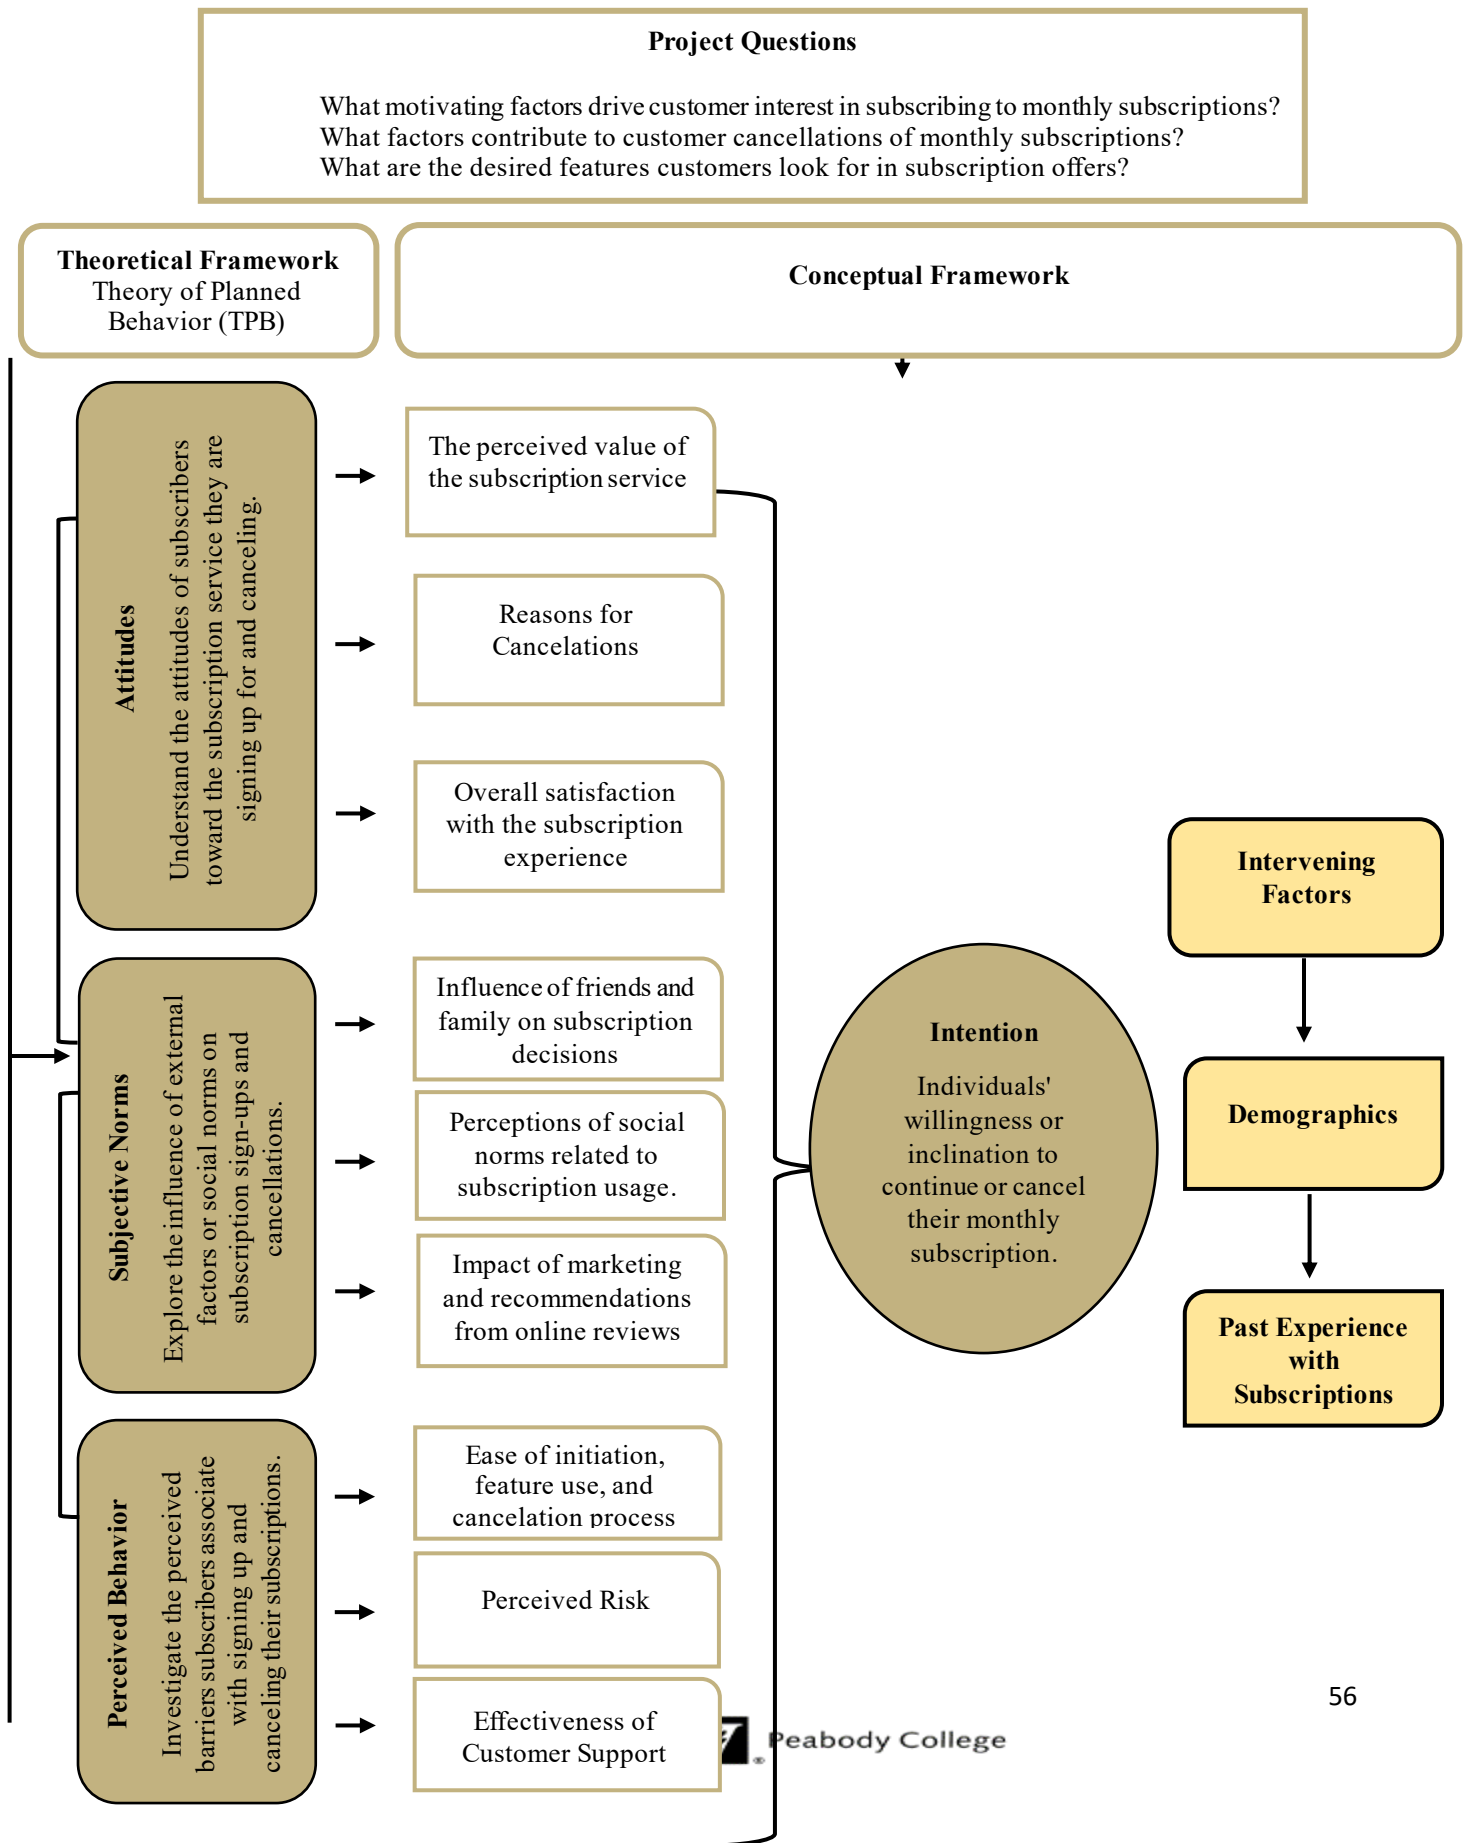 Project Questions
What motivating factors drive customer interest in subscribing to monthly subscriptions?
What factors contribute to customer cancellations of monthly subscriptions?
What are the desired features customers look for in subscription offers?
Theoretical Framework
Theory of Planned
Behavior (TPB)
Conceptual Framework
Attitudes
Understand the attitudes of subscribers
toward the subscription service they are
signing up for and canceling.
The perceived value of
the subscription service
Reasons for
Cancelations
Overall satisfaction
with the subscription
experience
Subjective Norms
Explore the influence of external
factors or social norms on
subscription sign-ups and
cancellations.
Influence of friends and
family on subscription
decisions
Perceptions of social
norms related to
subscription usage.
Impact of marketing
and recommendations
from online reviews
Perceived Behavior
Investigate the perceived
barriers subscribers associate
with signing up and
canceling their subscriptions.
Ease of initiation,
feature use, and
cancelation process
Perceived Risk
Effectiveness of
Customer Support
Intention
Individuals'
willingness or
inclination to
continue or cancel
their monthly
subscription.
Intervening
Factors
Demographics
Past Experience
with
Subscriptions
56
® Peabody College